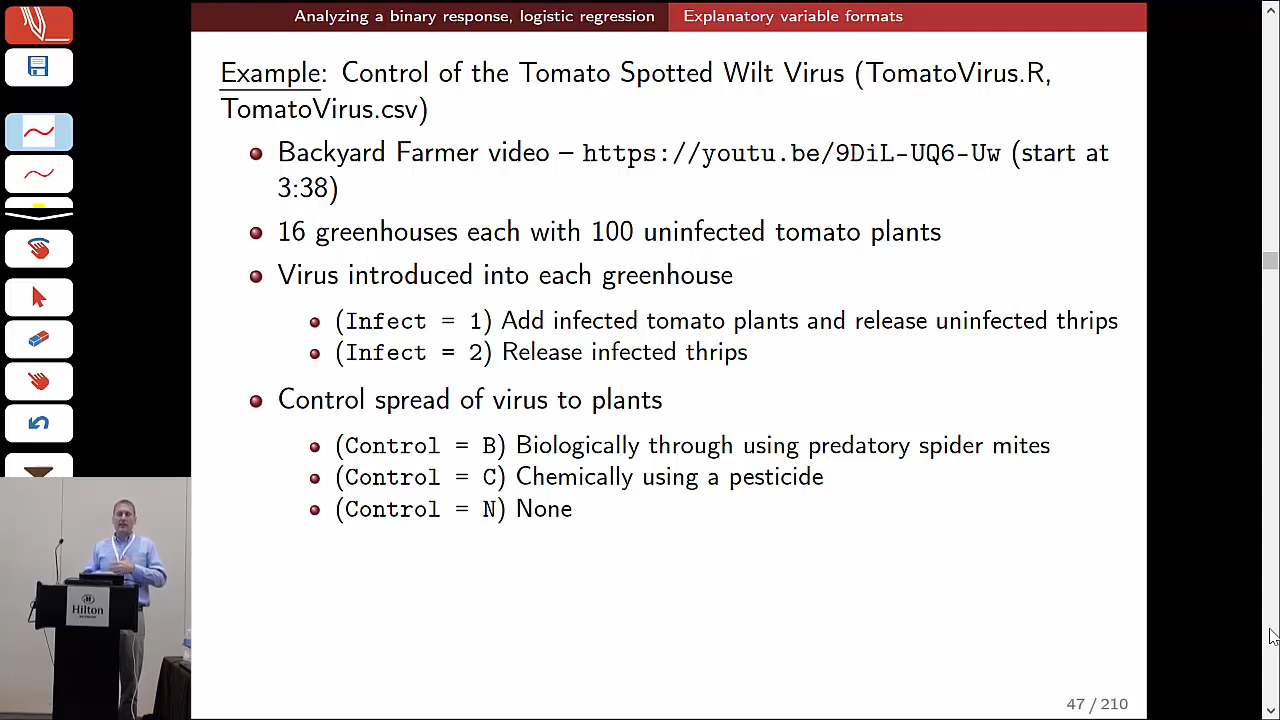 Analyzing a binary response, logistic regression Explanatory variable formats
Example: Control of the Tomato Spotted Wilt Virus (TomatoVirus.R,
TomatoVirus.csv)
Backyard Farmer video – https://youtu.be/9DiL-UQ6-Uw (start at
3:38)
16 greenhouses each with 100 uninfected tomato plants
Virus introduced into each greenhouse
(Infect = 1) Add infected tomato plants and release uninfected thrips
(Infect = 2) Release infected thrips
Control spread of virus to plants
(Control = B) Biologically through using predatory spider mites
(Control = C) Chemically using a pesticide
(Control = N) None
Hilton
47 / 210